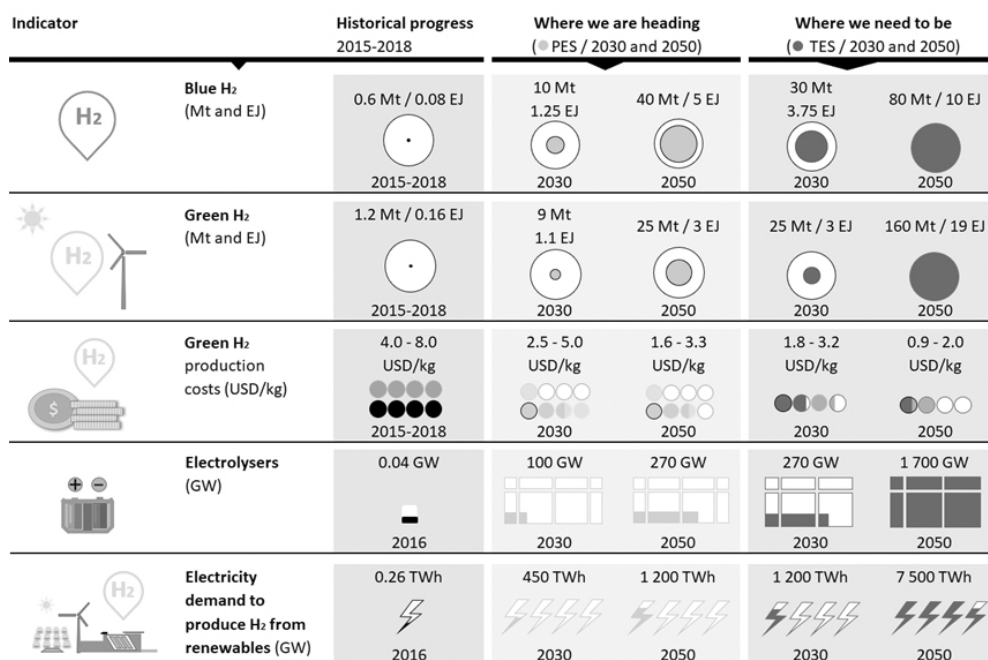 Indicator
Historical progress
2015-2018
Where we are heading
( PES / 2030 and 2050)
Where we need to be
( TES / 2030 and 2050)
H₂
Blue H₂
(Mt and EJ)
0.6 Mt / 0.08 EJ
2015-2018
10 Mt
1.25 EJ
2030
40 Mt / 5 EJ
2050
30 Mt
3.75 EJ
2030
80 Mt / 10 EJ
2050
H₂
Green H₂
(Mt and EJ)
1.2 Mt / 0.16 EJ
2015-2018
9 Mt
1.1 EJ
2030
25 Mt / 3 EJ
2050
25 Mt / 3 EJ
2030
160 Mt / 19 EJ
2050
H₂
$
Green H₂
production
costs (USD/kg)
4.0 - 8.0
USD/kg
2015-2018
2.5 - 5.0
USD/kg
2030
1.6 - 3.3
USD/kg
2050
1.8 - 3.2
USD/kg
2030
0.9 - 2.0
USD/kg
2050
+ −
Electrolysers
(GW)
0.04 GW
2016
100 GW
2030
270 GW
2050
270 GW
2030
1 700 GW
2050
H₂
Electricity
demand to
produce H₂ from
renewables (GW)
0.26 TWh
2016
450 TWh
2030
1 200 TWh
2050
1 200 TWh
2030
7 500 TWh
2050